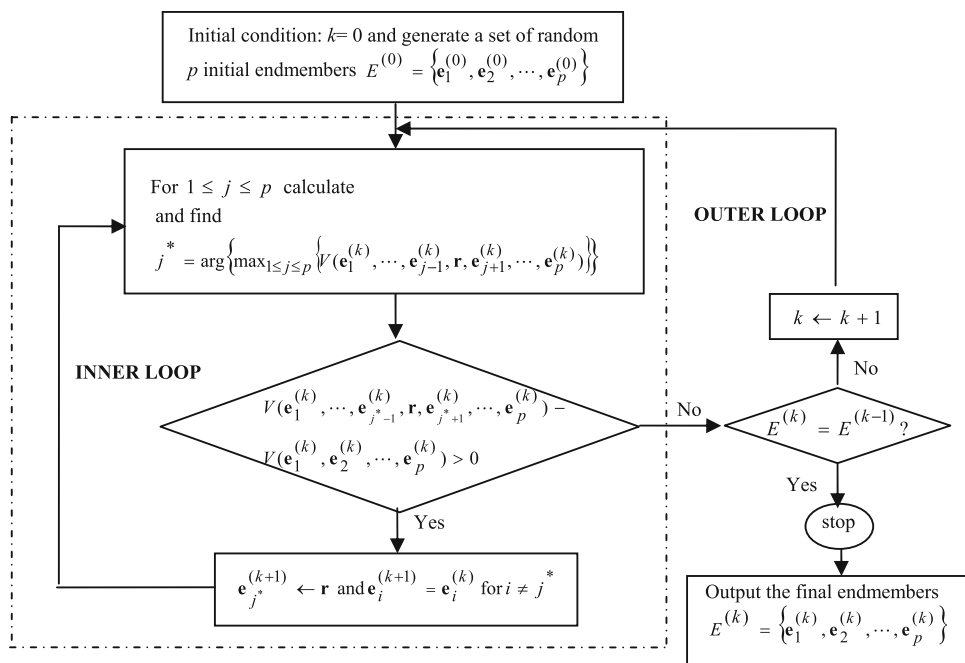 Initial condition: k= 0 and generate a set of random
p initial endmembers E^(0) = {e_1^(0), e_2^(0), ⋯, e_p^(0)}
For 1 ≤ j ≤ p calculate
and find
j^* = arg{max_{1≤j≤p} {V(e_1^(k), ⋯, e_{j−1}^(k), r, e_{j+1}^(k), ⋯, e_p^(k))}}
OUTER LOOP
k ← k + 1
INNER LOOP
No
V(e_1^(k), ⋯, e_{j^*−1}^(k), r, e_{j^*+1}^(k), ⋯, e_p^(k)) −
V(e_1^(k), e_2^(k), ⋯, e_p^(k)) > 0
No
E^(k) = E^(k−1) ?
Yes
Yes
stop
e_{j^*}^(k+1) ← r and e_i^(k+1) = e_i^(k) for i ≠ j^*
Output the final endmembers
E^(k) = {e_1^(k), e_2^(k), ⋯, e_p^(k)}